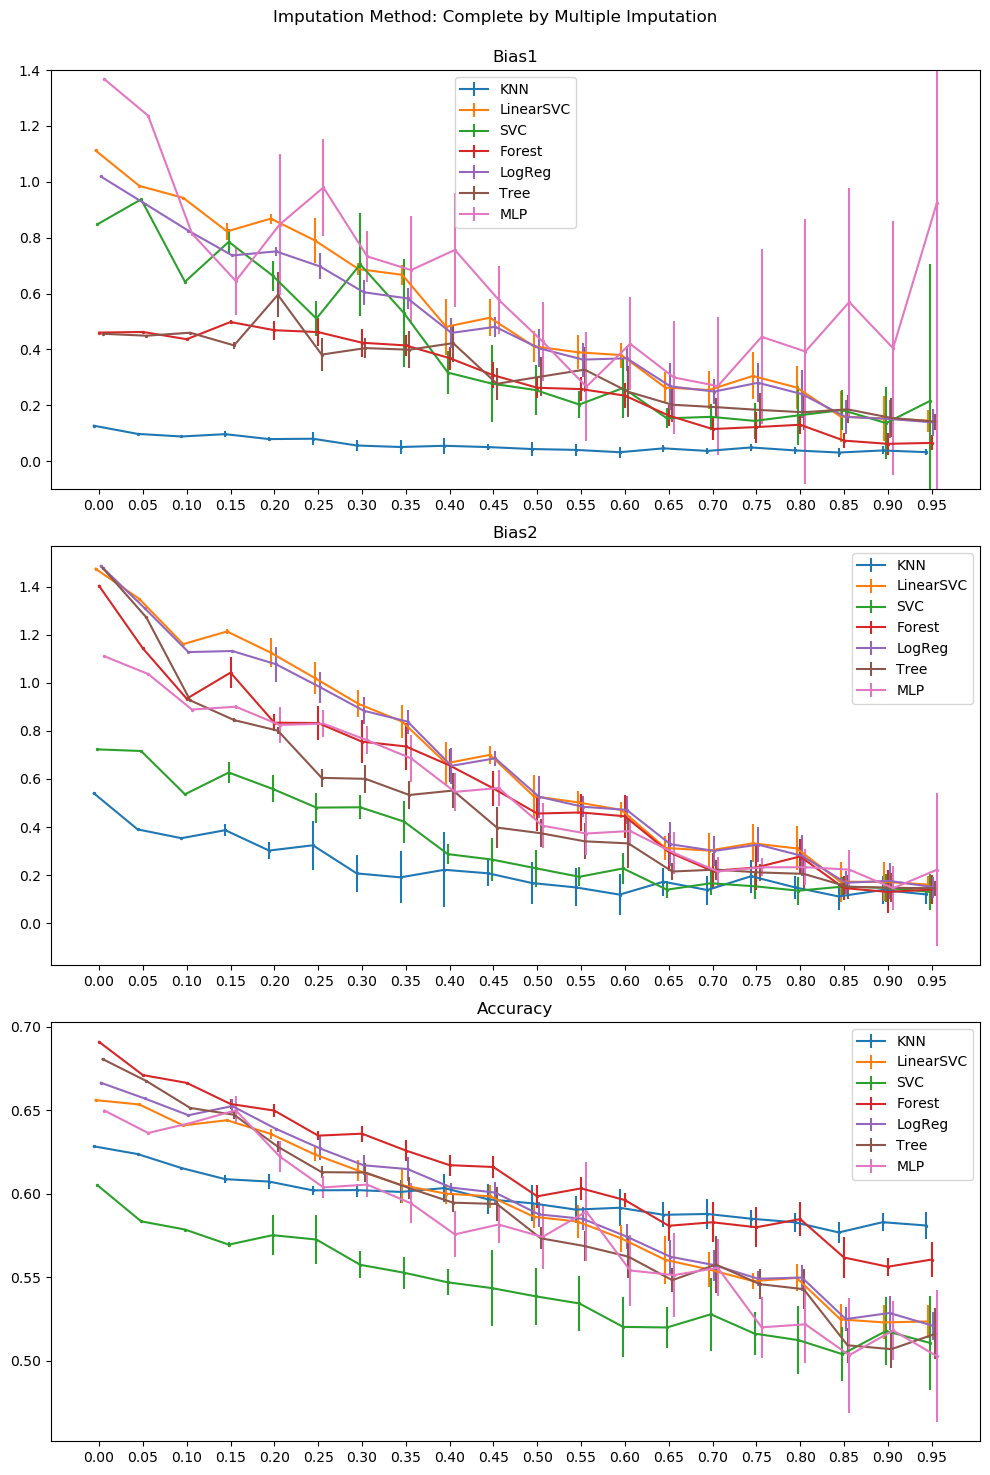 Imputation Method: Complete by Multiple Imputation
Bias1
1.4
1.2
1.0
0.8
0.6
0.4
0.2
0.0
KNN
LinearSVC
SVC
Forest
LogReg
Tree
MLP
0.00 0.05 0.10 0.15 0.20 0.25 0.30 0.35 0.40 0.45 0.50 0.55 0.60 0.65 0.70 0.75 0.80 0.85 0.90 0.95
Bias2
1.4
1.2
1.0
0.8
0.6
0.4
0.2
0.0
KNN
LinearSVC
SVC
Forest
LogReg
Tree
MLP
0.00 0.05 0.10 0.15 0.20 0.25 0.30 0.35 0.40 0.45 0.50 0.55 0.60 0.65 0.70 0.75 0.80 0.85 0.90 0.95
Accuracy
0.70
0.65
0.60
0.55
0.50
KNN
LinearSVC
SVC
Forest
LogReg
Tree
MLP
0.00 0.05 0.10 0.15 0.20 0.25 0.30 0.35 0.40 0.45 0.50 0.55 0.60 0.65 0.70 0.75 0.80 0.85 0.90 0.95